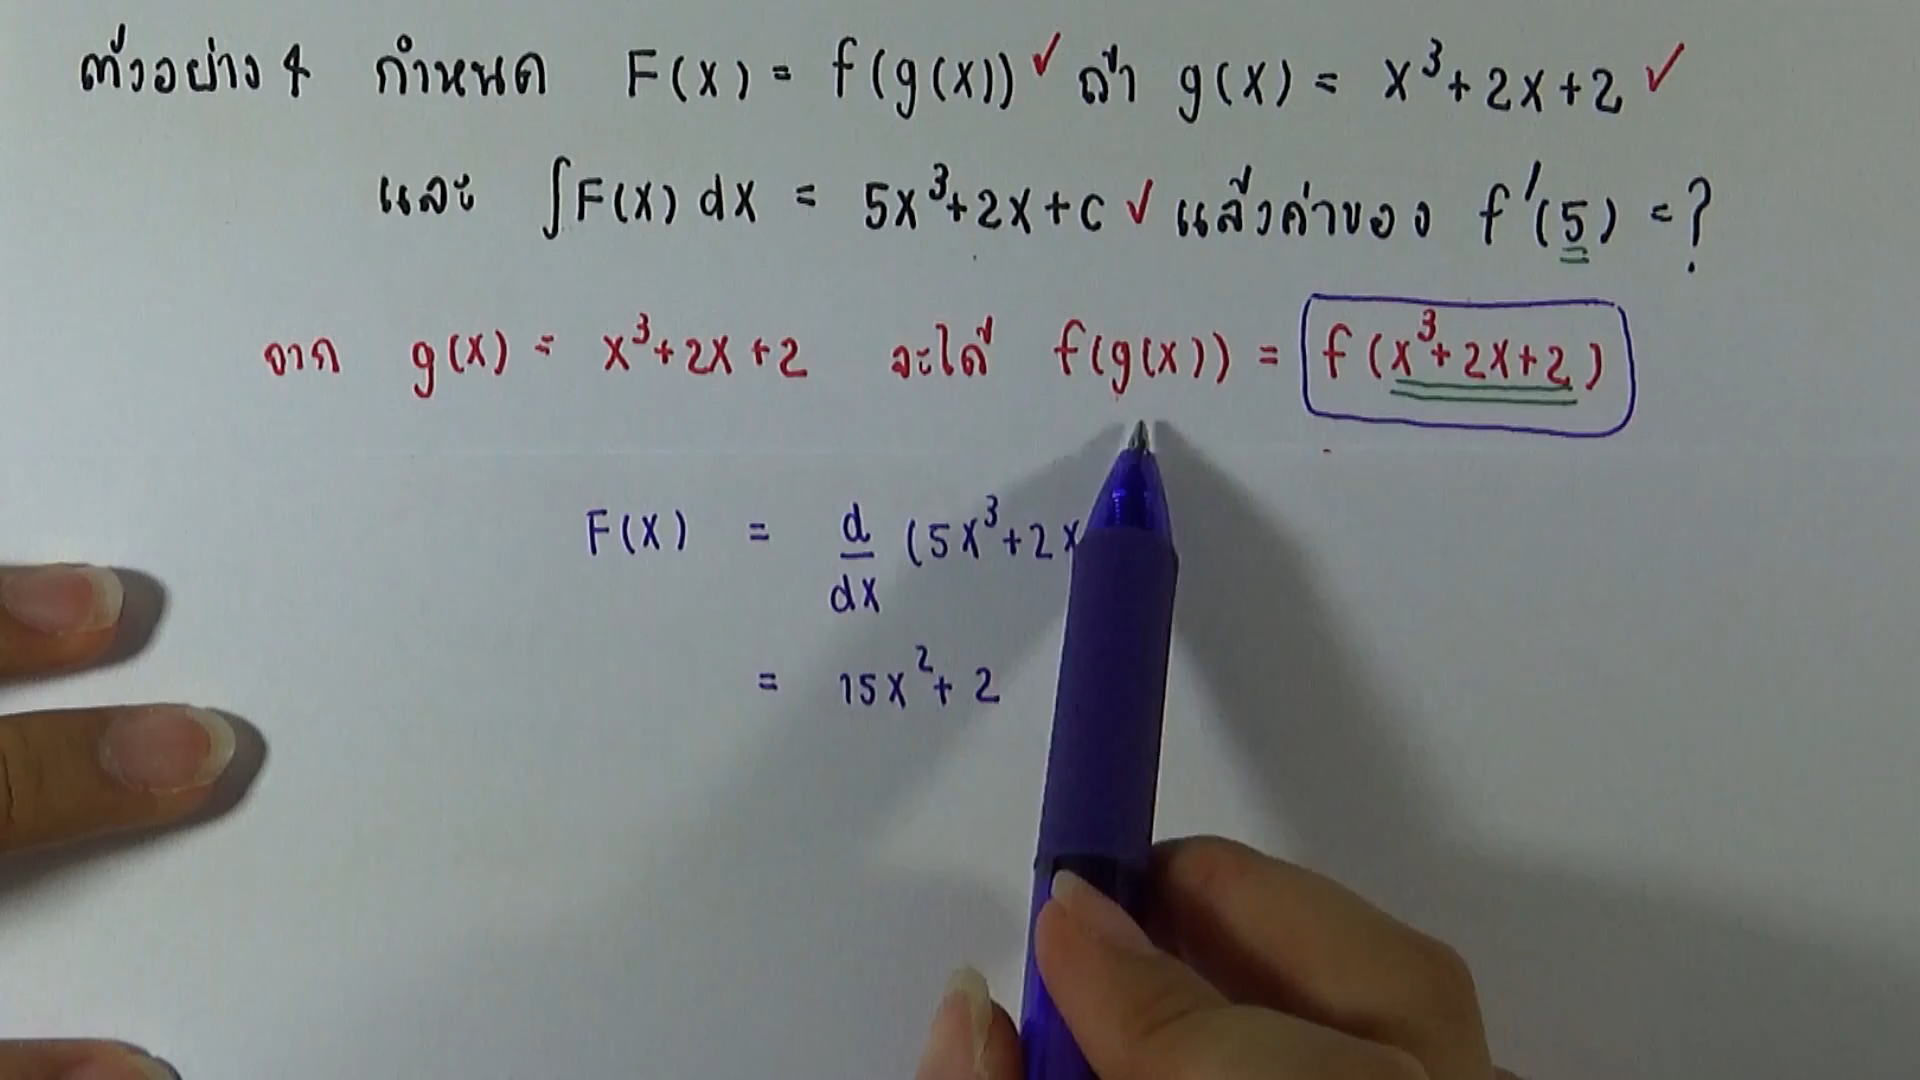 ตัวอย่าง 4 กำหนด F(x) = f(g(x)) ✓ ถ้า g(x) = x³+2x+2 ✓
และ ∫F(x) dx = 5x³+2x+c ✓ แล้วค่าของ f'(5) = ?
จาก g(x) = x³+2x+2 จะได้ f(g(x)) = f(x³+2x+2)
F(x) = d/dx (5x³+2x
= 15x²+2